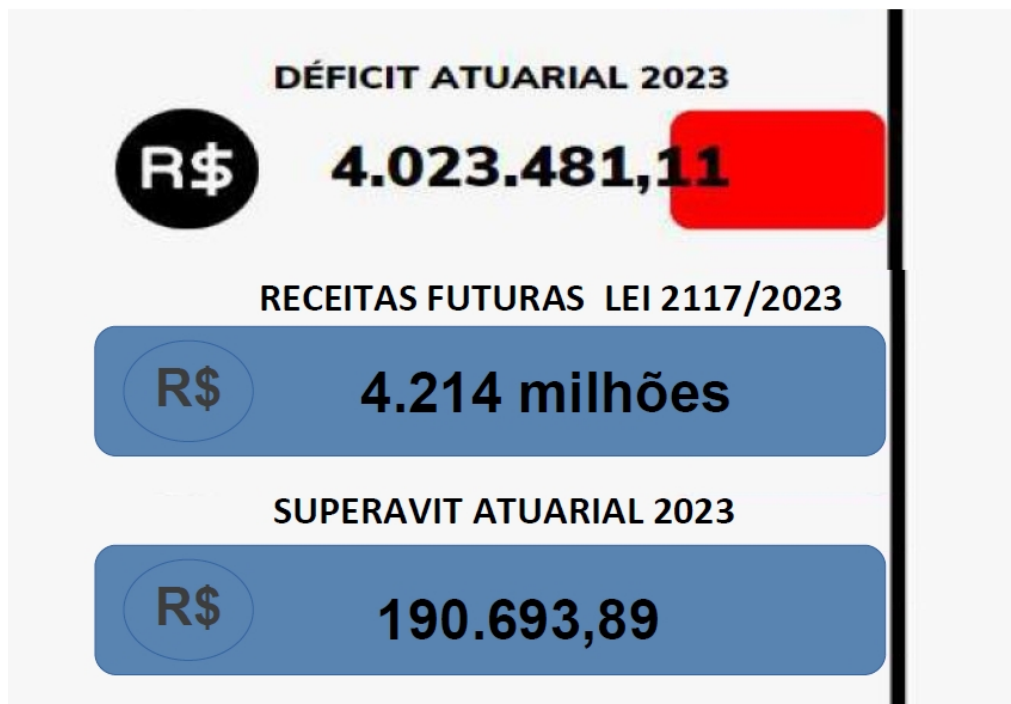 DÉFICIT ATUARIAL 2023
R$ 4.023.481,11
RECEITAS FUTURAS LEI 2117/2023
R$ 4.214 milhões
SUPERAVIT ATUARIAL 2023
R$ 190.693,89